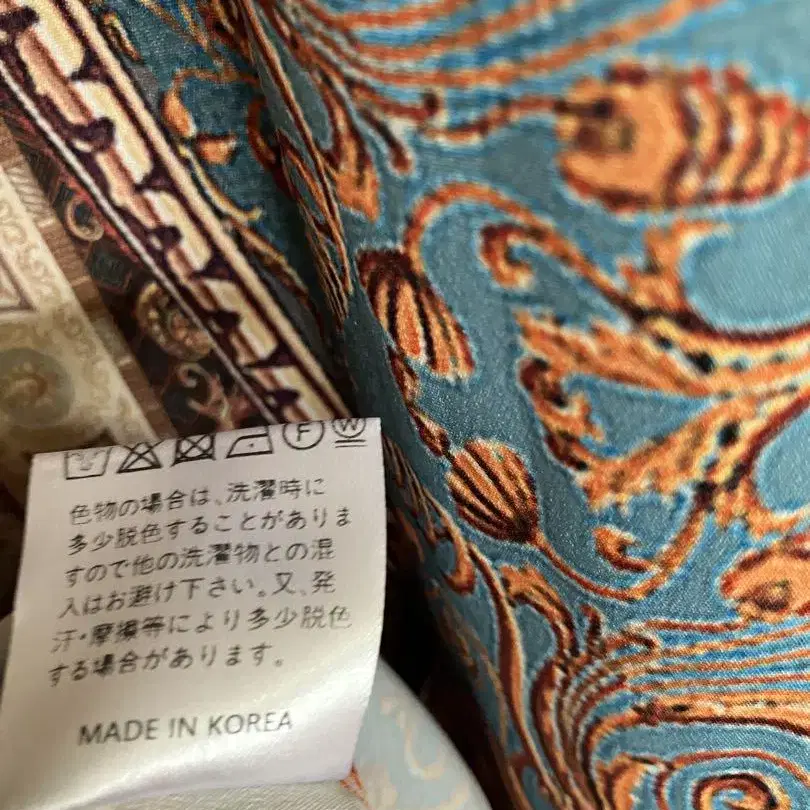 F W
色物の場合は、洗濯時に
多少脱色することがありま
すので他の洗濯物との混
入はお避け下さい。又、発
汗・摩擦等により多少脱色
する場合があります。
MADE IN KOREA